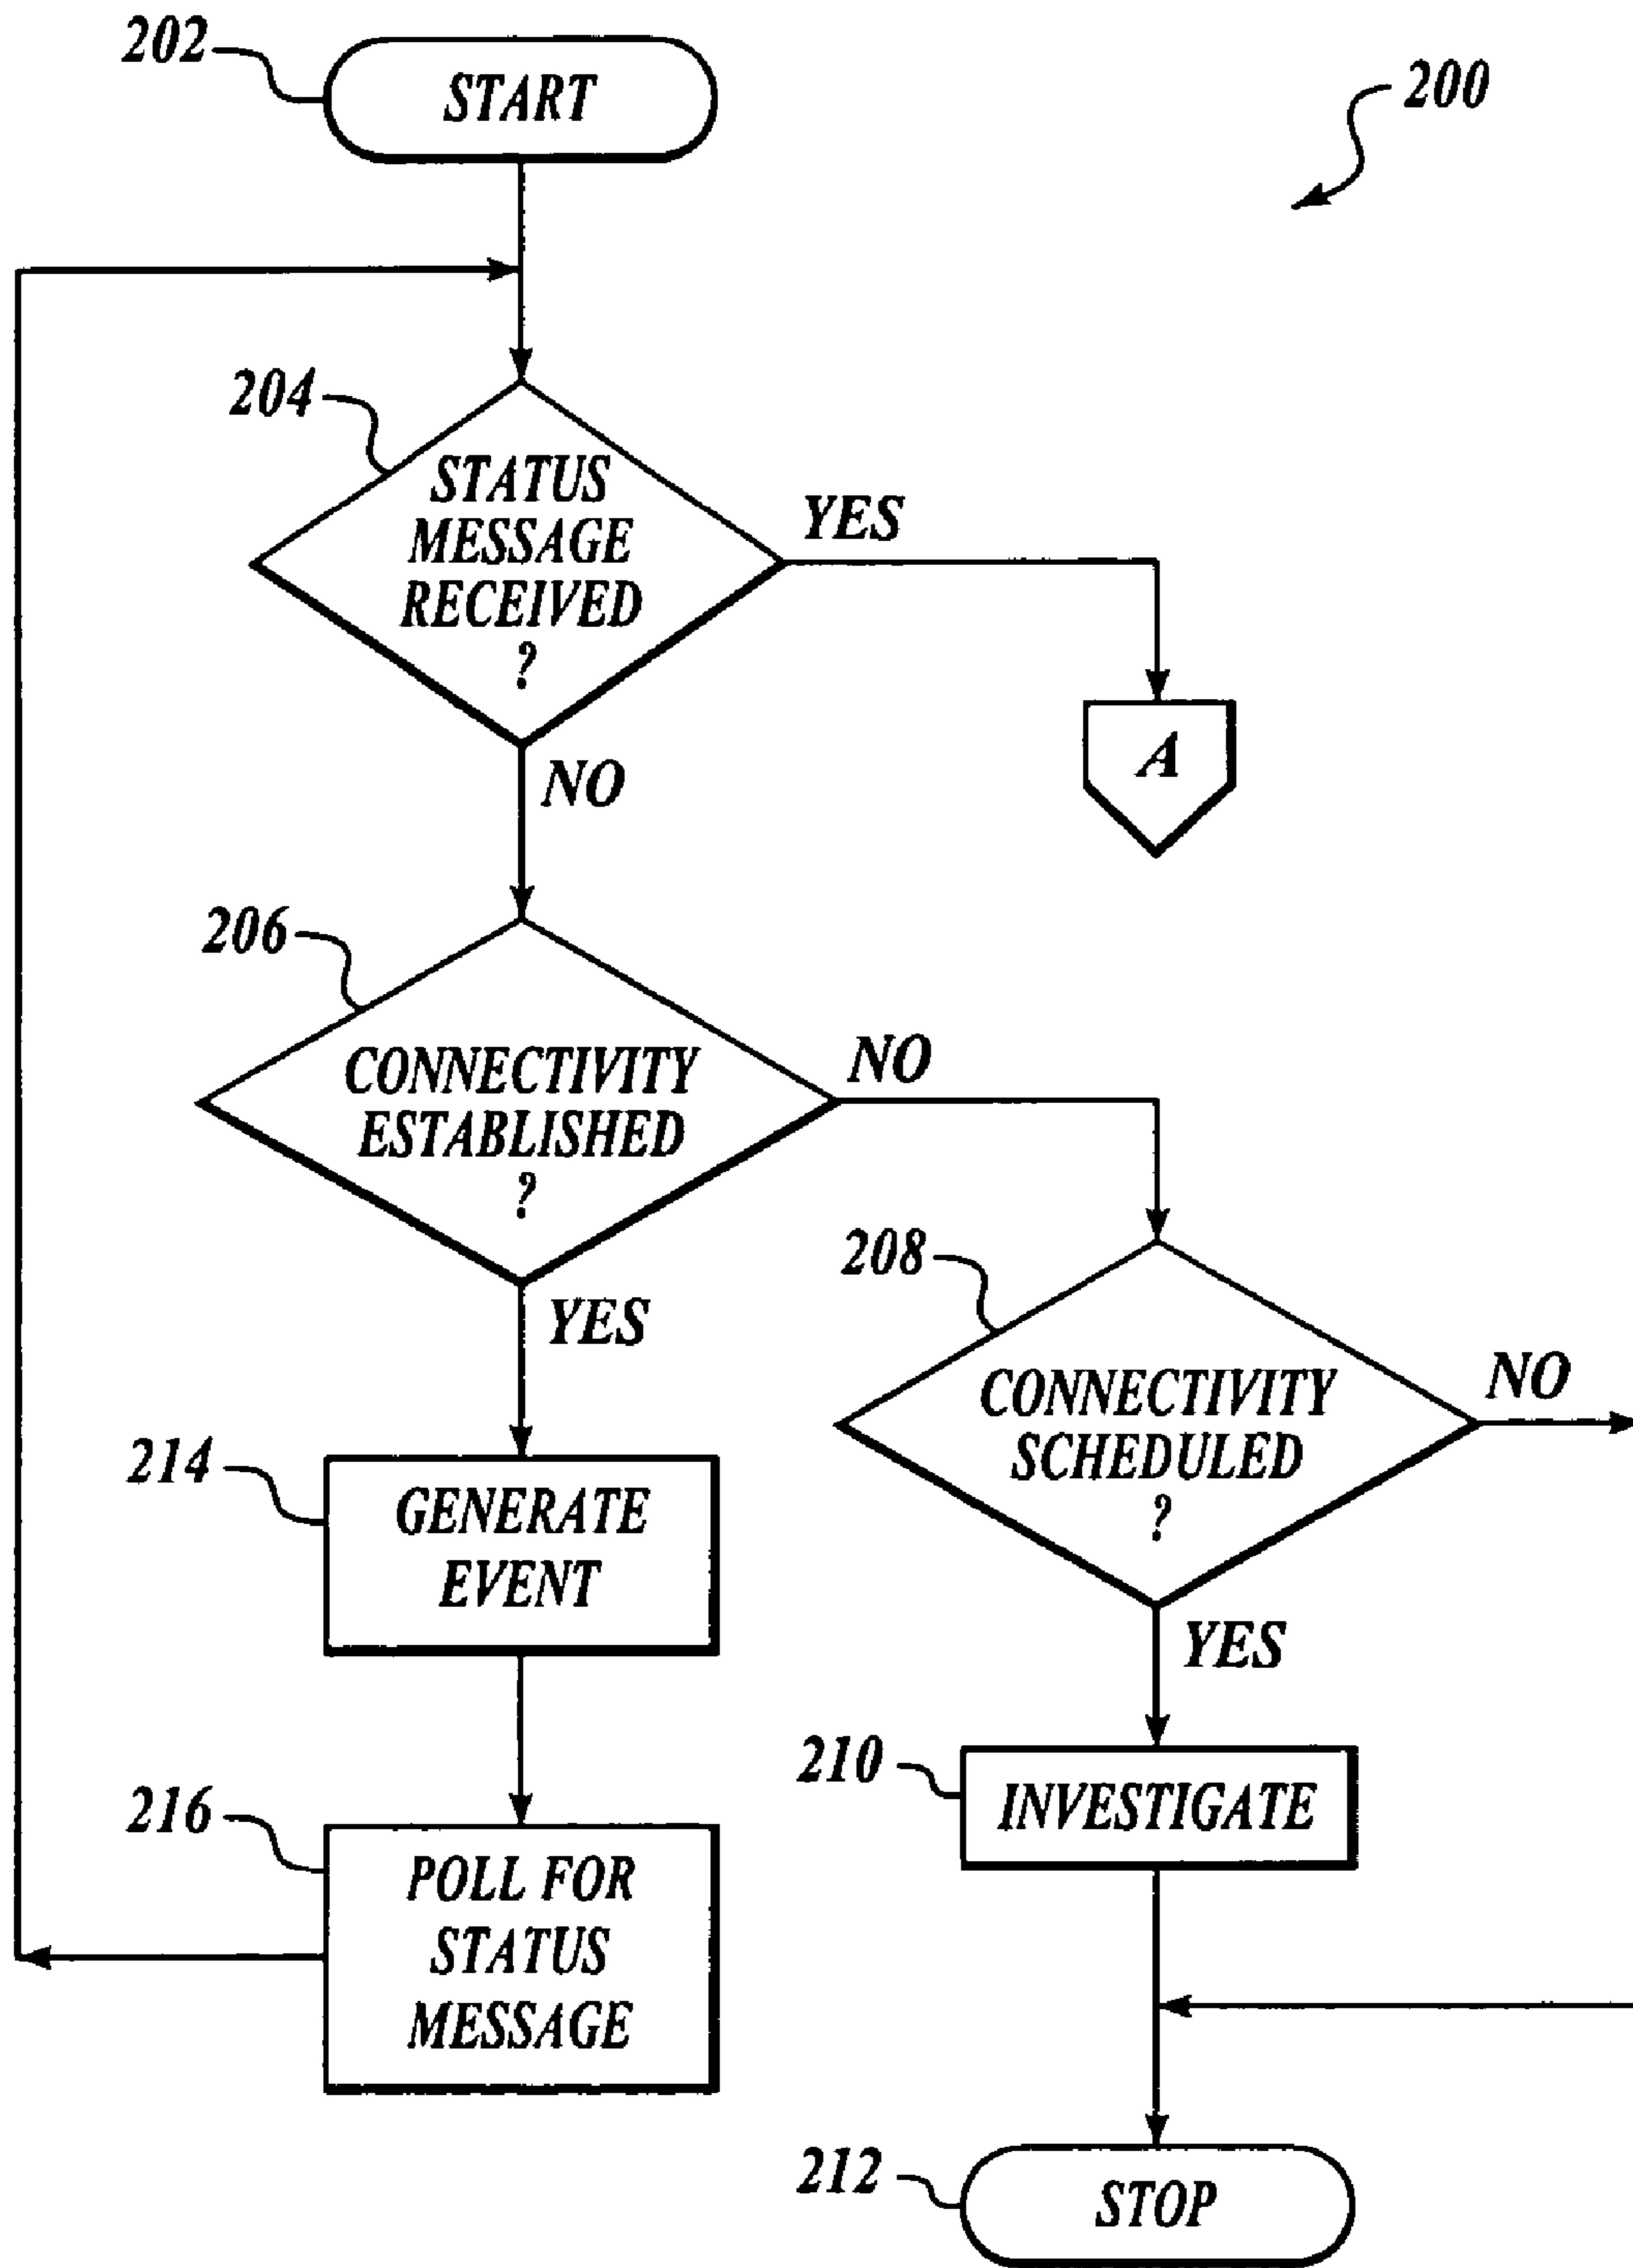 202
START
200
204
STATUS
MESSAGE
RECEIVED
?
YES
A
NO
206
CONNECTIVITY
ESTABLISHED
?
NO
YES
208
CONNECTIVITY
SCHEDULED
?
NO
YES
214
GENERATE
EVENT
210
INVESTIGATE
216
POLL FOR
STATUS
MESSAGE
212
STOP